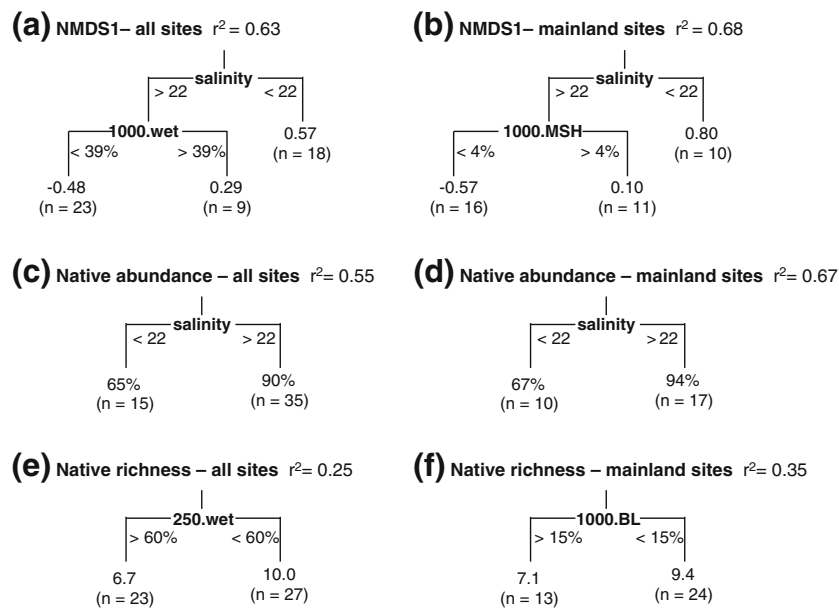 (a) NMDS1– all sites r² = 0.63
salinity
> 22 < 22
1000.wet
< 39% > 39%
0.57
(n = 18)
-0.48
(n = 23)
0.29
(n = 9)
(b) NMDS1– mainland sites r² = 0.68
salinity
> 22 < 22
1000.MSH
< 4% > 4%
0.80
(n = 10)
-0.57
(n = 16)
0.10
(n = 11)
(c) Native abundance – all sites r²= 0.55
salinity
< 22 > 22
65%
(n = 15)
90%
(n = 35)
(d) Native abundance – mainland sites r²= 0.67
salinity
< 22 > 22
67%
(n = 10)
94%
(n = 17)
(e) Native richness – all sites r²= 0.25
250.wet
> 60% < 60%
6.7
(n = 23)
10.0
(n = 27)
(f) Native richness – mainland sites r²= 0.35
1000.BL
> 15% < 15%
7.1
(n = 13)
9.4
(n = 24)